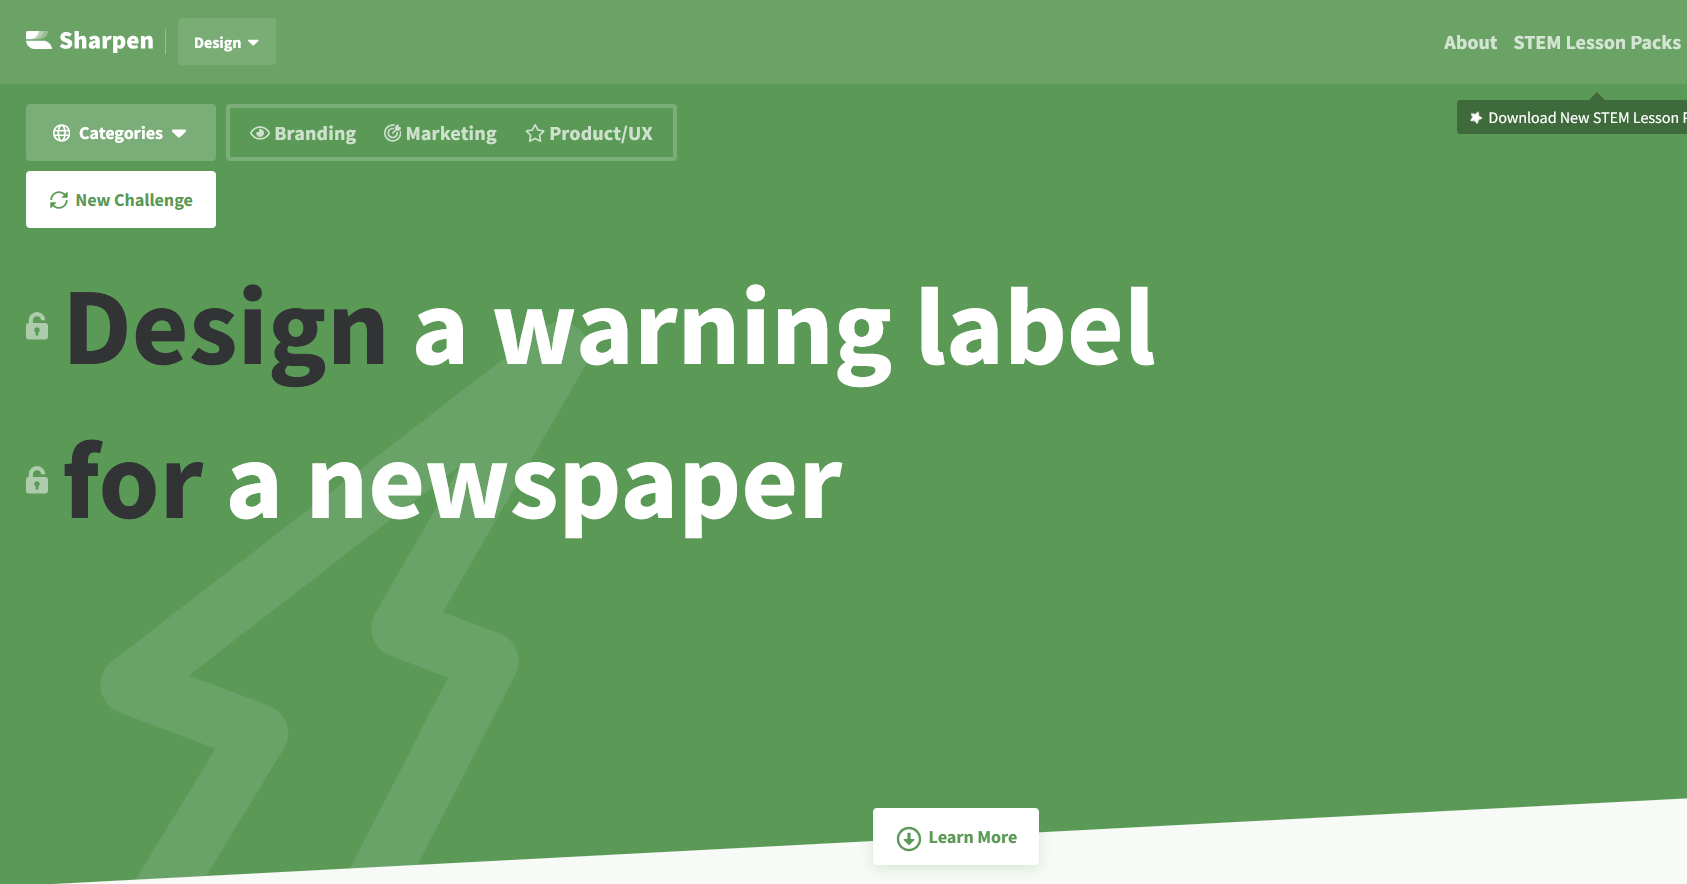 Sharpen
Design
About STEM Lesson Packs
Categories
Branding Marketing Product/UX
Download New STEM Lesson
New Challenge
Design a warning label
for a newspaper
Learn More